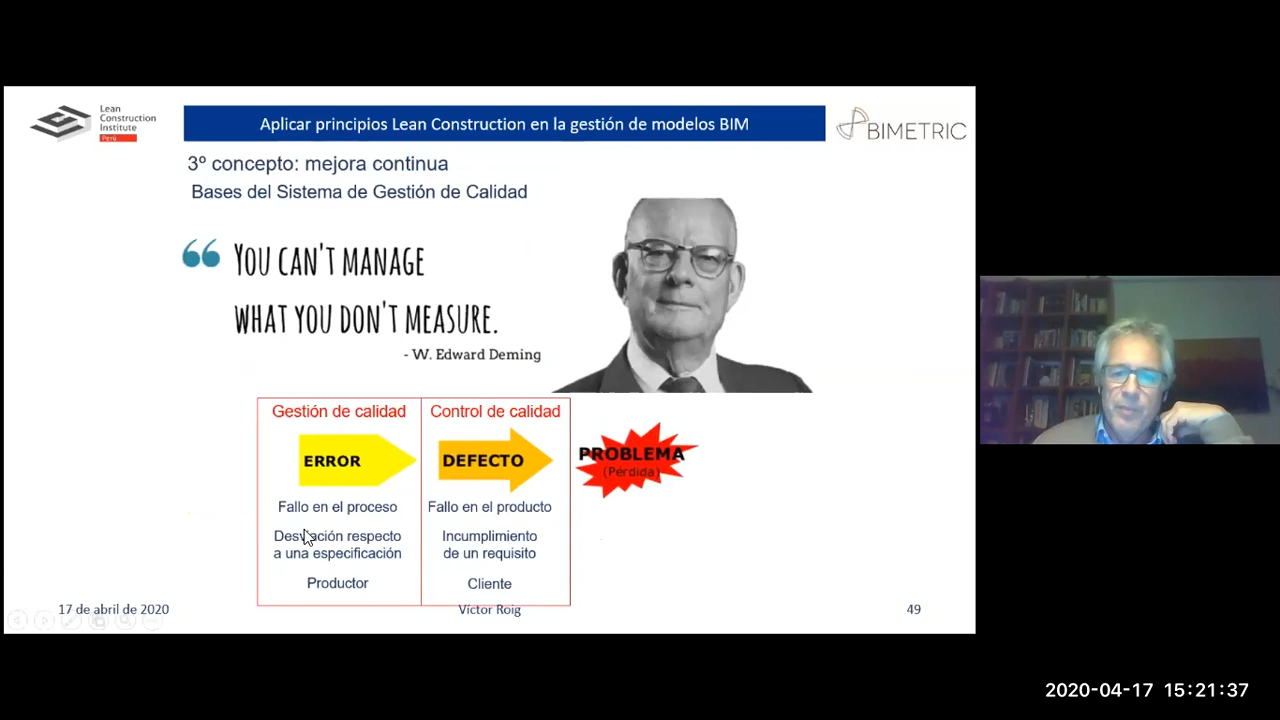 Lean
Construction
Institute
Perú
Aplicar principios Lean Construction en la gestión de modelos BIM
BIMETRIC
3º concepto: mejora continua
Bases del Sistema de Gestión de Calidad
“ You can't manage
what you don't measure.
- W. Edward Deming
Gestión de calidad
Control de calidad
ERROR
DEFECTO
PROBLEMA
(Pérdida)
Fallo en el proceso
Fallo en el producto
Desviación respecto
a una especificación
Incumplimiento
de un requisito
Productor
Cliente
17 de abril de 2020
Víctor Roig
49
2020-04-17 15:21:37